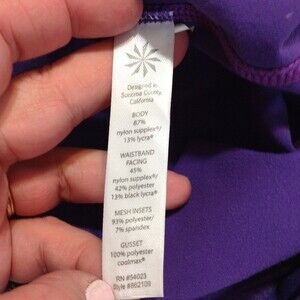 Designed in
Sonoma County,
California
BODY
87%
nylon supplex®/
13% lycra®
WAISTBAND
FACING
45%
nylon supplex®/
42% polyester
13% black lycra®
MESH INSETS
93% polyester/
7% spandex
GUSSET
100% polyester
coolmax®
RN #54023
Style #862109